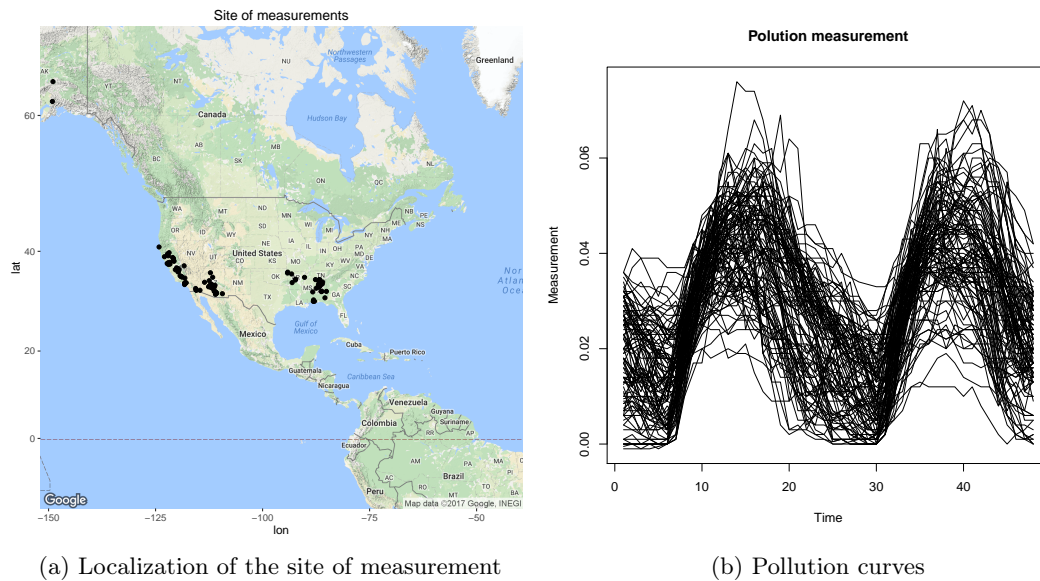 Site of measurements
Northwestern
Passages
Greenland
NU
AK
YT
NT
60
Canada
Hudson Bay
BC
AB
SK
MB
ON
QC
NL
NB
PE
NS
WA
MT
ND
MN
OR
ID
WY
SD
WI
MI
ME
NY
NH
MA
40
NV
UT
CO
United States
NE
IA
IL
IN
OH
PA
KS
MO
KY
WV
VA
MD
DE
NJ
NM
OK
TN
NC
SC
TX
LA
MS
GA
FL
Nor
Atlan
Ocea
lat
Gulf of
Mexico
Mexico
Cuba
Puerto Rico
20
Guatemala
Caribbean Sea
Nicaragua
Venezuela
Guyana
Suriname
Colombia
RR
AP
0
Ecuador
AM
PA
MA
PI
AC
TO
RO
MT
BA
Peru
Brazil
Google
Map data ©2017 Google, INEGI
−150
−125
−100
−75
−50
lon
(a) Localization of the site of measurement
Polution measurement
Measurement
0.06
0.04
0.02
0.00
0
10
20
30
40
Time
(b) Pollution curves